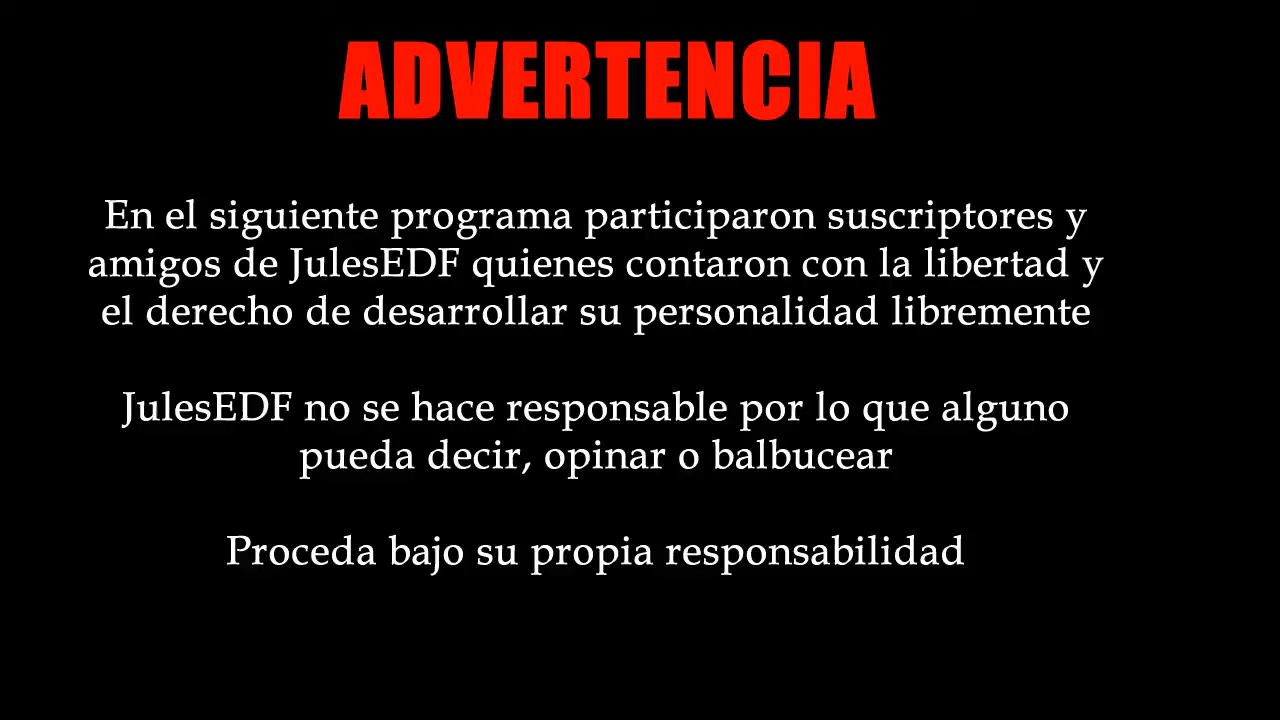 ADVERTENCIA
En el siguiente programa participaron suscriptores y
amigos de JulesEDF quienes contaron con la libertad y
el derecho de desarrollar su personalidad libremente
JulesEDF no se hace responsable por lo que alguno
pueda decir, opinar o balbucear
Proceda bajo su propia responsabilidad